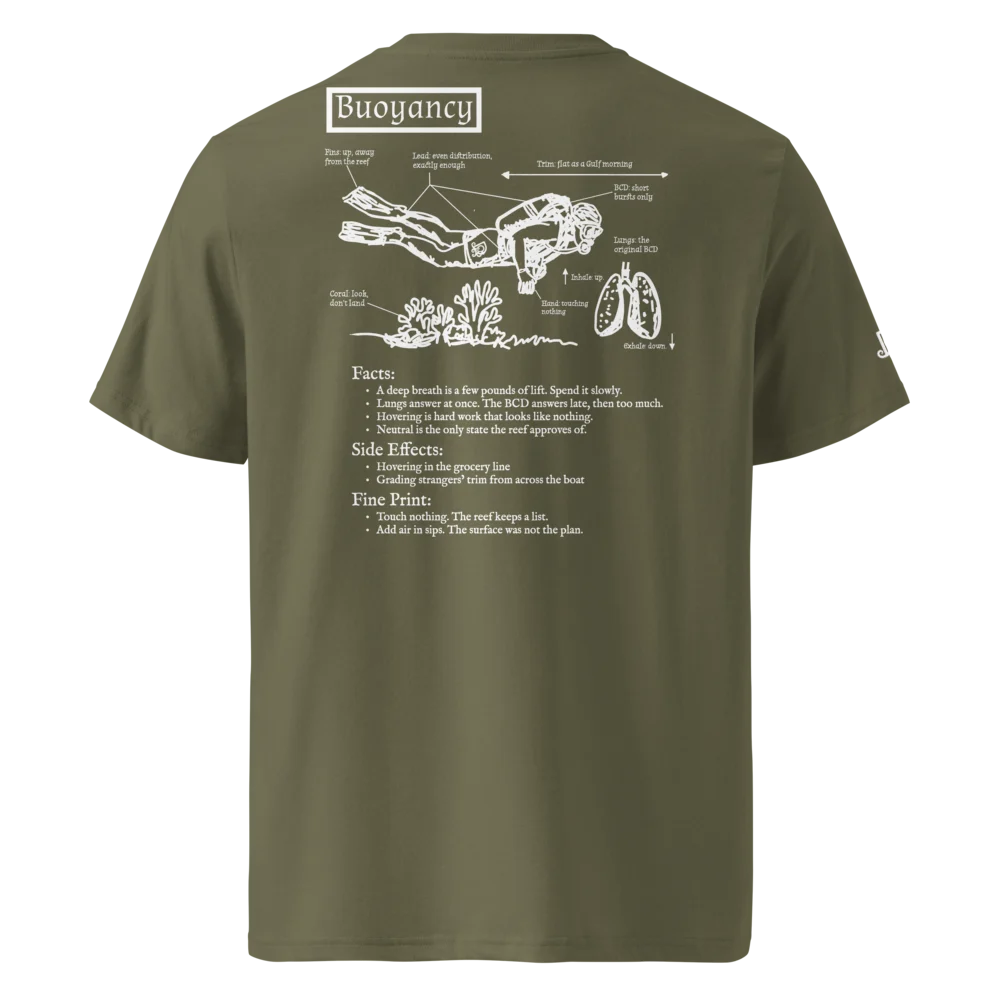 Buoyancy
Fins: up, away
from the reef
Lead: even distribution,
exactly enough
Trim: flat as a Gulf morning
BCD: short
bursts only
Lungs: the
original BCD
Inhale: up
Hand: touching
nothing
Coral: look,
don't land
Exhale: down
Facts:
• A deep breath is a few pounds of lift. Spend it slowly.
• Lungs answer at once. The BCD answers late, then too much.
• Hovering is hard work that looks like nothing.
• Neutral is the only state the reef approves of.
Side Effects:
• Hovering in the grocery line
• Grading strangers' trim from across the boat
Fine Print:
• Touch nothing. The reef keeps a list.
• Add air in sips. The surface was not the plan.